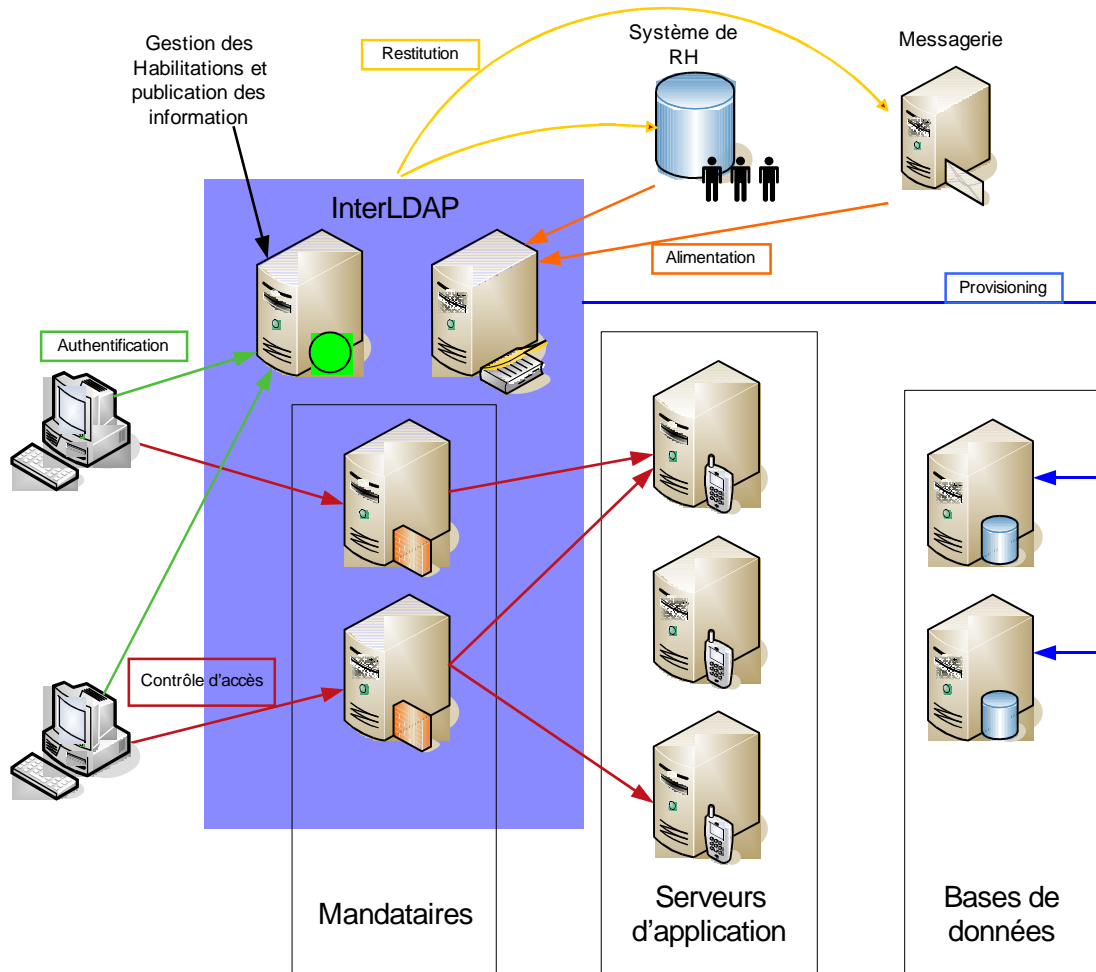 Gestion des
Habilitations et
publication des
information
Restitution
Système de
RH
Messagerie
InterLDAP
Alimentation
Provisioning
Authentification
Contrôle d'accès
Mandataires
Serveurs
d'application
Bases de
données